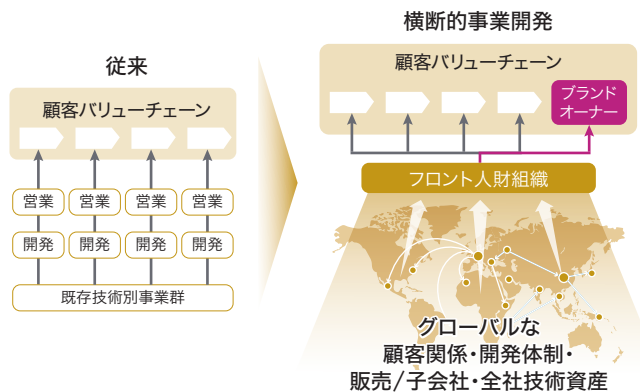 従来
顧客バリューチェーン
営業 営業 営業 営業
開発 開発 開発 開発
既存技術別事業群
横断的事業開発
顧客バリューチェーン
ブランド
オーナー
フロント人財組織
グローバルな
顧客関係・開発体制・
販売/子会社・全社技術資産